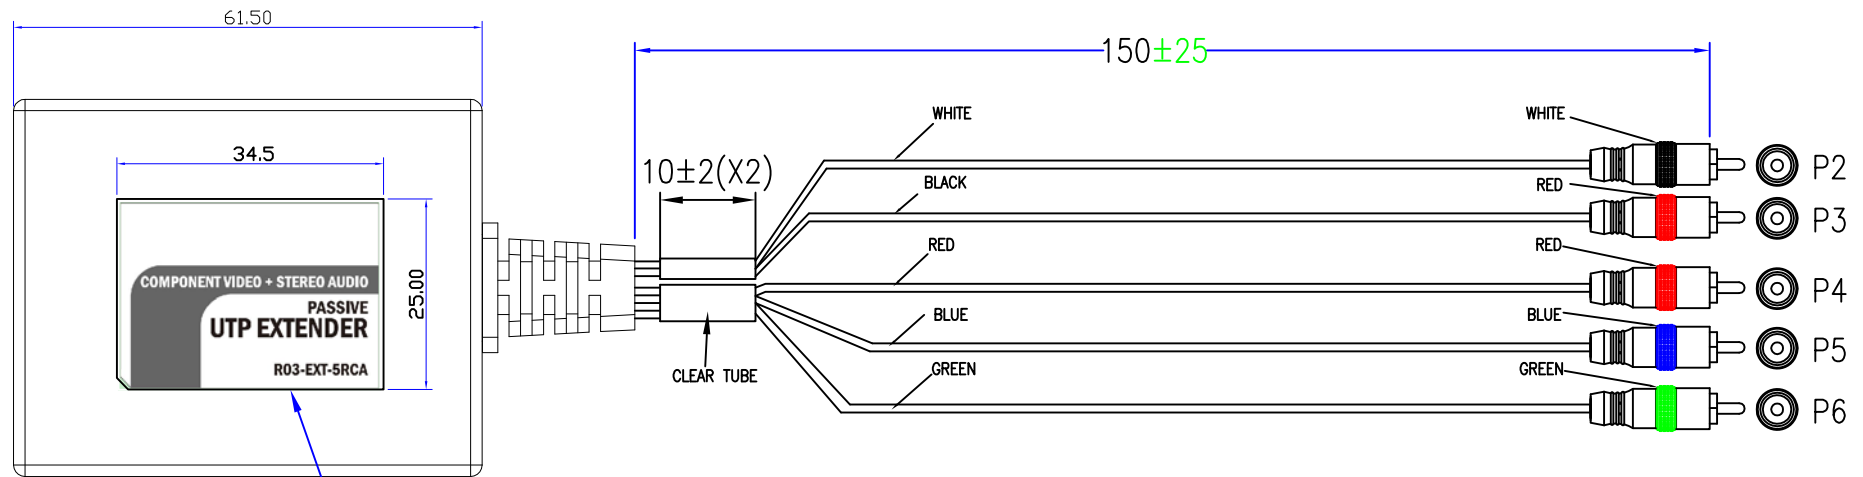 61.50
150±25
WHITE
WHITE
34.5
10±2(X2)
P2
BLACK
RED
P3
RED
RED
COMPONENT VIDEO + STEREO AUDIO
25.00
P4
PASSIVE
UTP EXTENDER
BLUE
BLUE
P5
R03-EXT-5RCA
CLEAR TUBE
GREEN
GREEN
P6